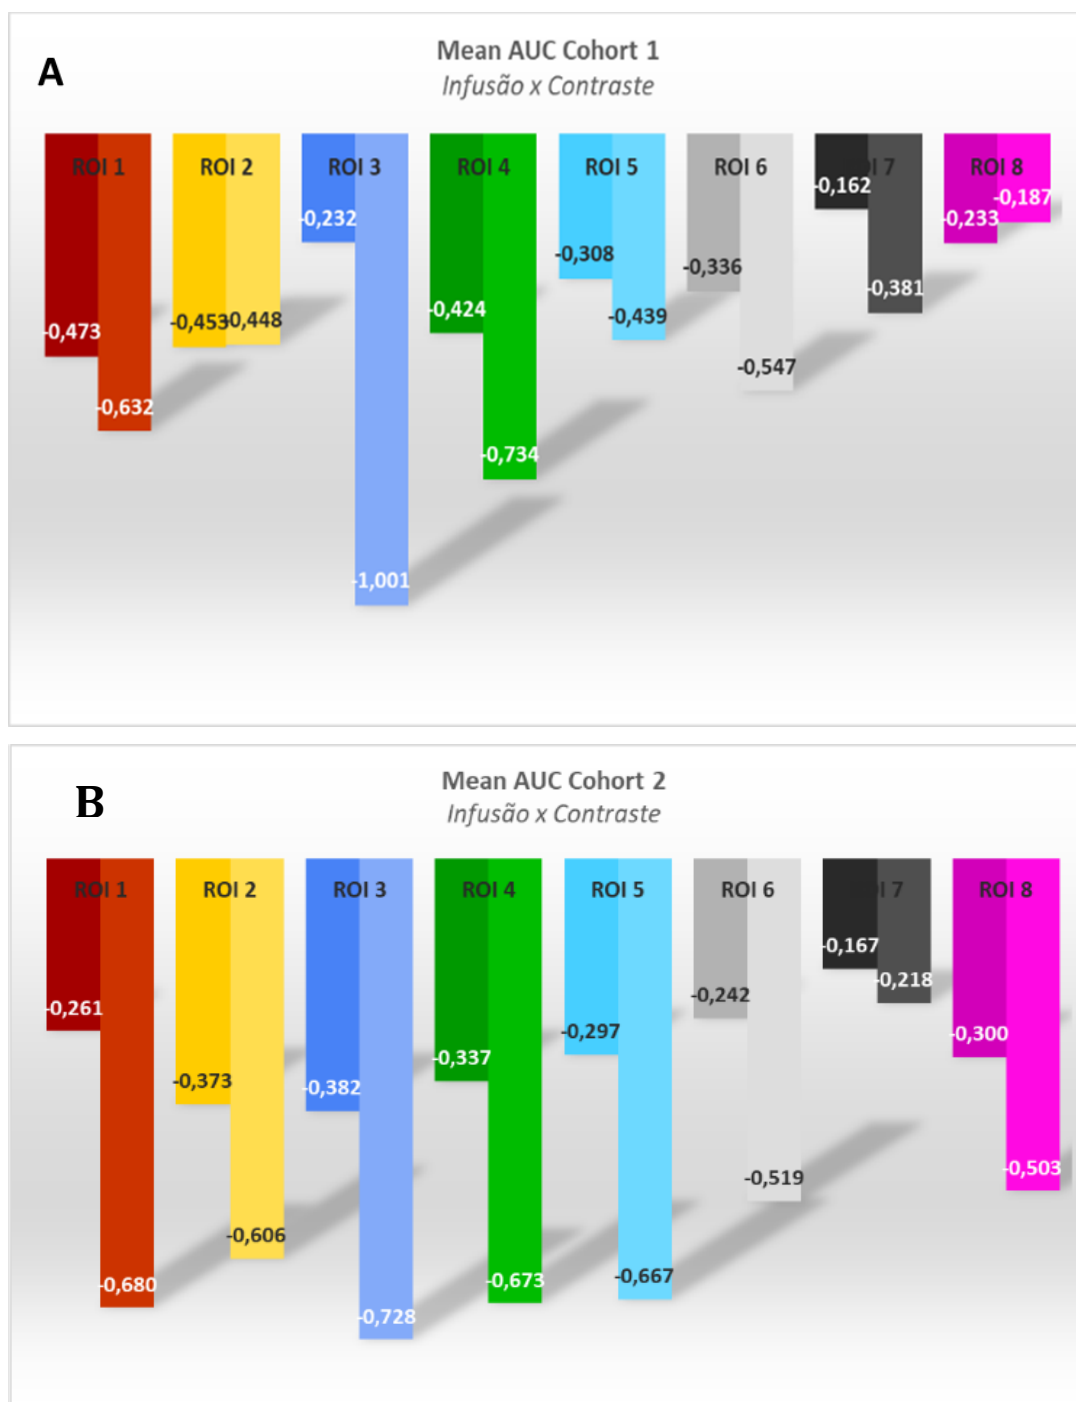 A
Mean AUC Cohort 1
Infusão x Contraste
ROI 1 ROI 2 ROI 3 ROI 4 ROI 5 ROI 6 ROI 7 ROI 8
-0,473 -0,632 -0,453 -0,448 -0,232 -1,001 -0,424 -0,734 -0,308 -0,439 -0,336 -0,547 -0,162 -0,381 -0,233 -0,187
B
Mean AUC Cohort 2
Infusão x Contraste
ROI 1 ROI 2 ROI 3 ROI 4 ROI 5 ROI 6 ROI 7 ROI 8
-0,261 -0,680 -0,373 -0,606 -0,382 -0,728 -0,337 -0,673 -0,297 -0,667 -0,242 -0,519 -0,167 -0,218 -0,300 -0,503